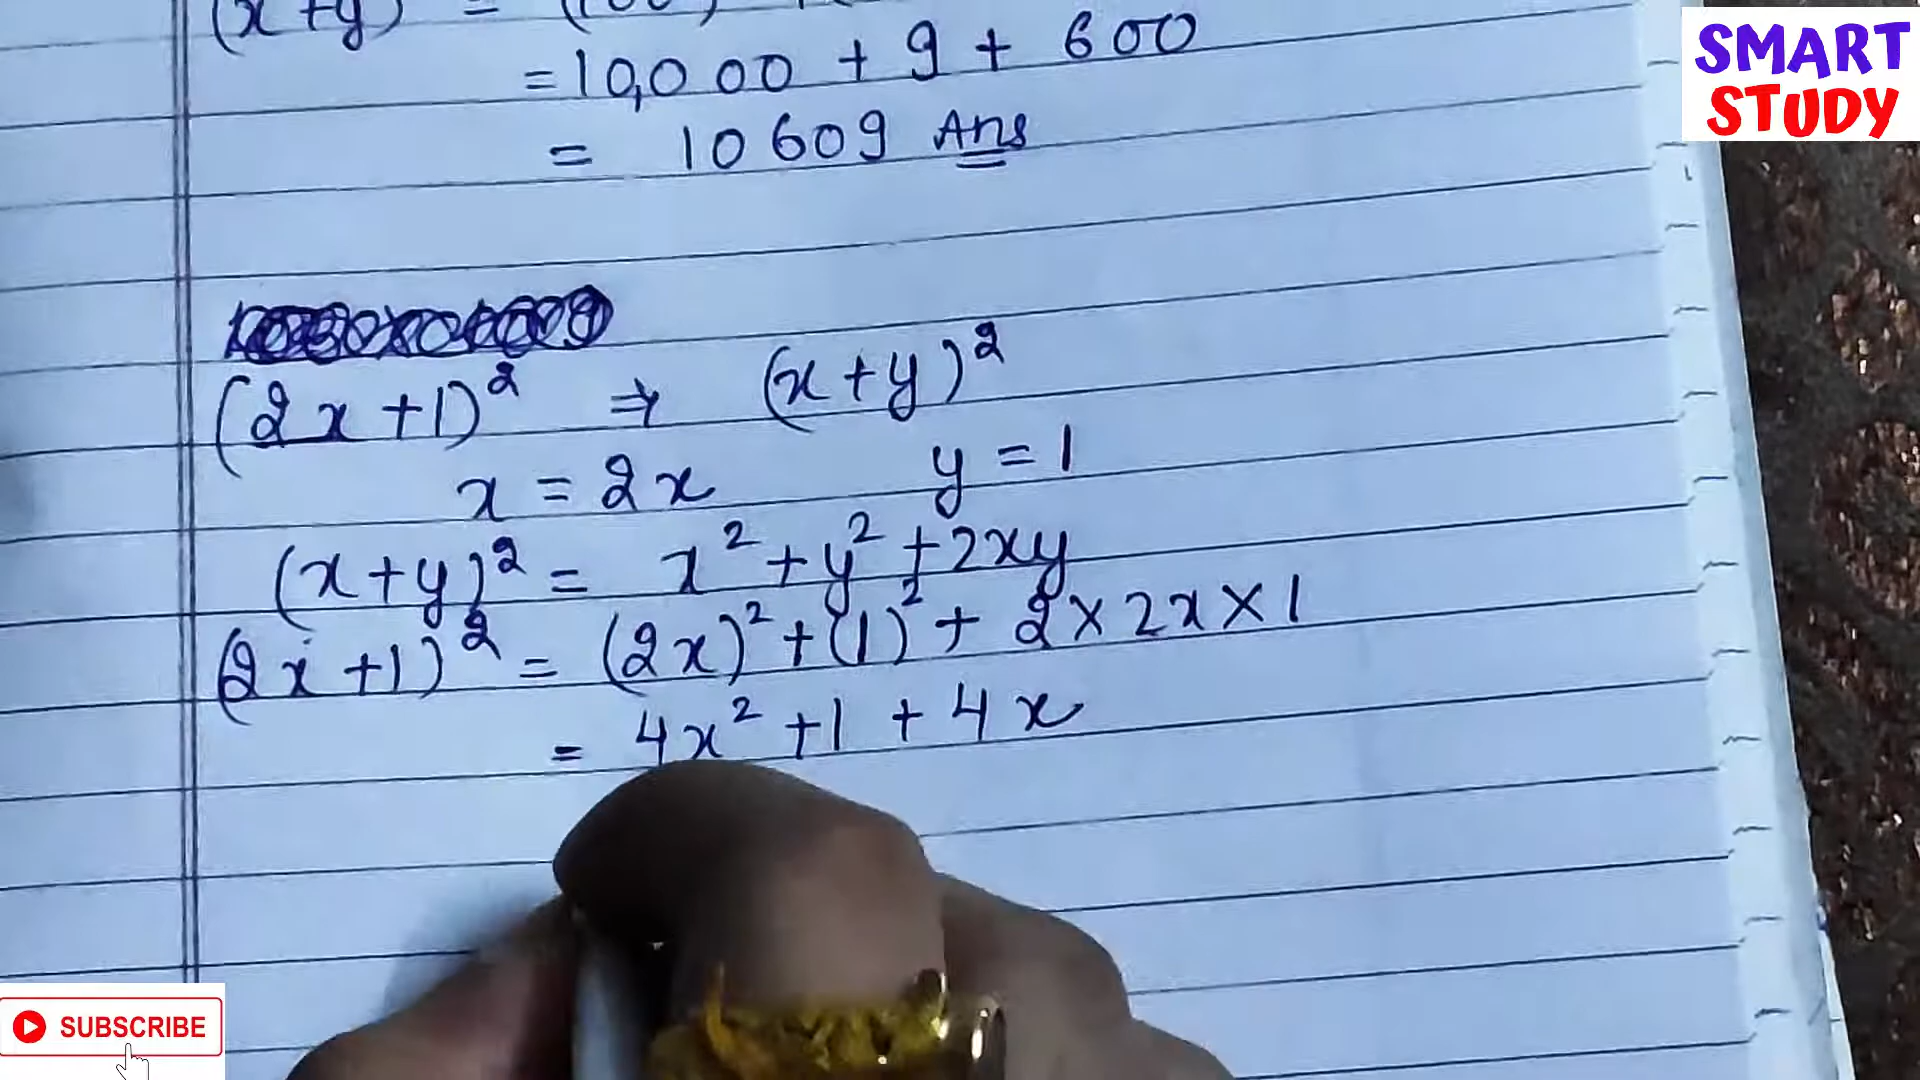 (x+y) = (100)
= 10,000 + 9 + 600
= 10609 Ans
(2x+1)² ⇒ (x+y)²
x = 2x y = 1
(x+y)² = x² + y² + 2xy
(2x+1)² = (2x)² + (1)² + 2×2x×1
= 4x² + 1 + 4x
SMART
STUDY
SUBSCRIBE